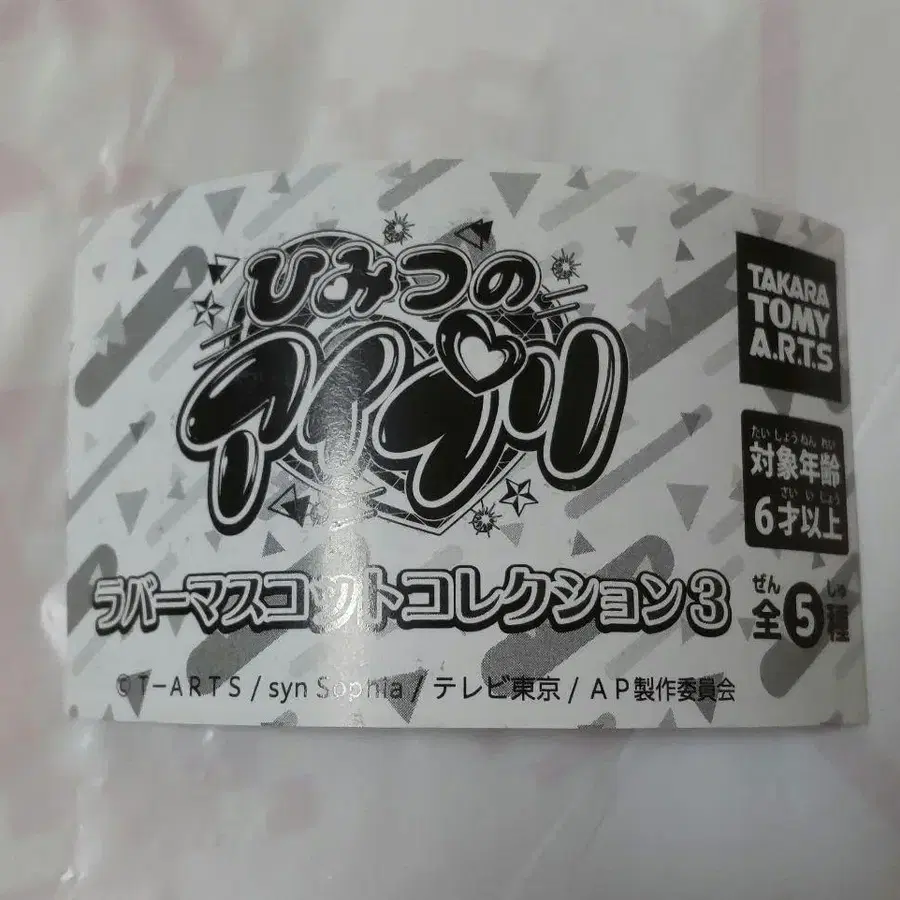 ひみつの
アイプリ
ラバーマスコットコレクション3
©T-ARTS / syn Sophia / テレビ東京 / AP製作委員会
TAKARA
TOMY
A.R.T.S
たいしょうねんれい
対象年齢
さいいじょう
6才以上
ぜん しゅ
全5種